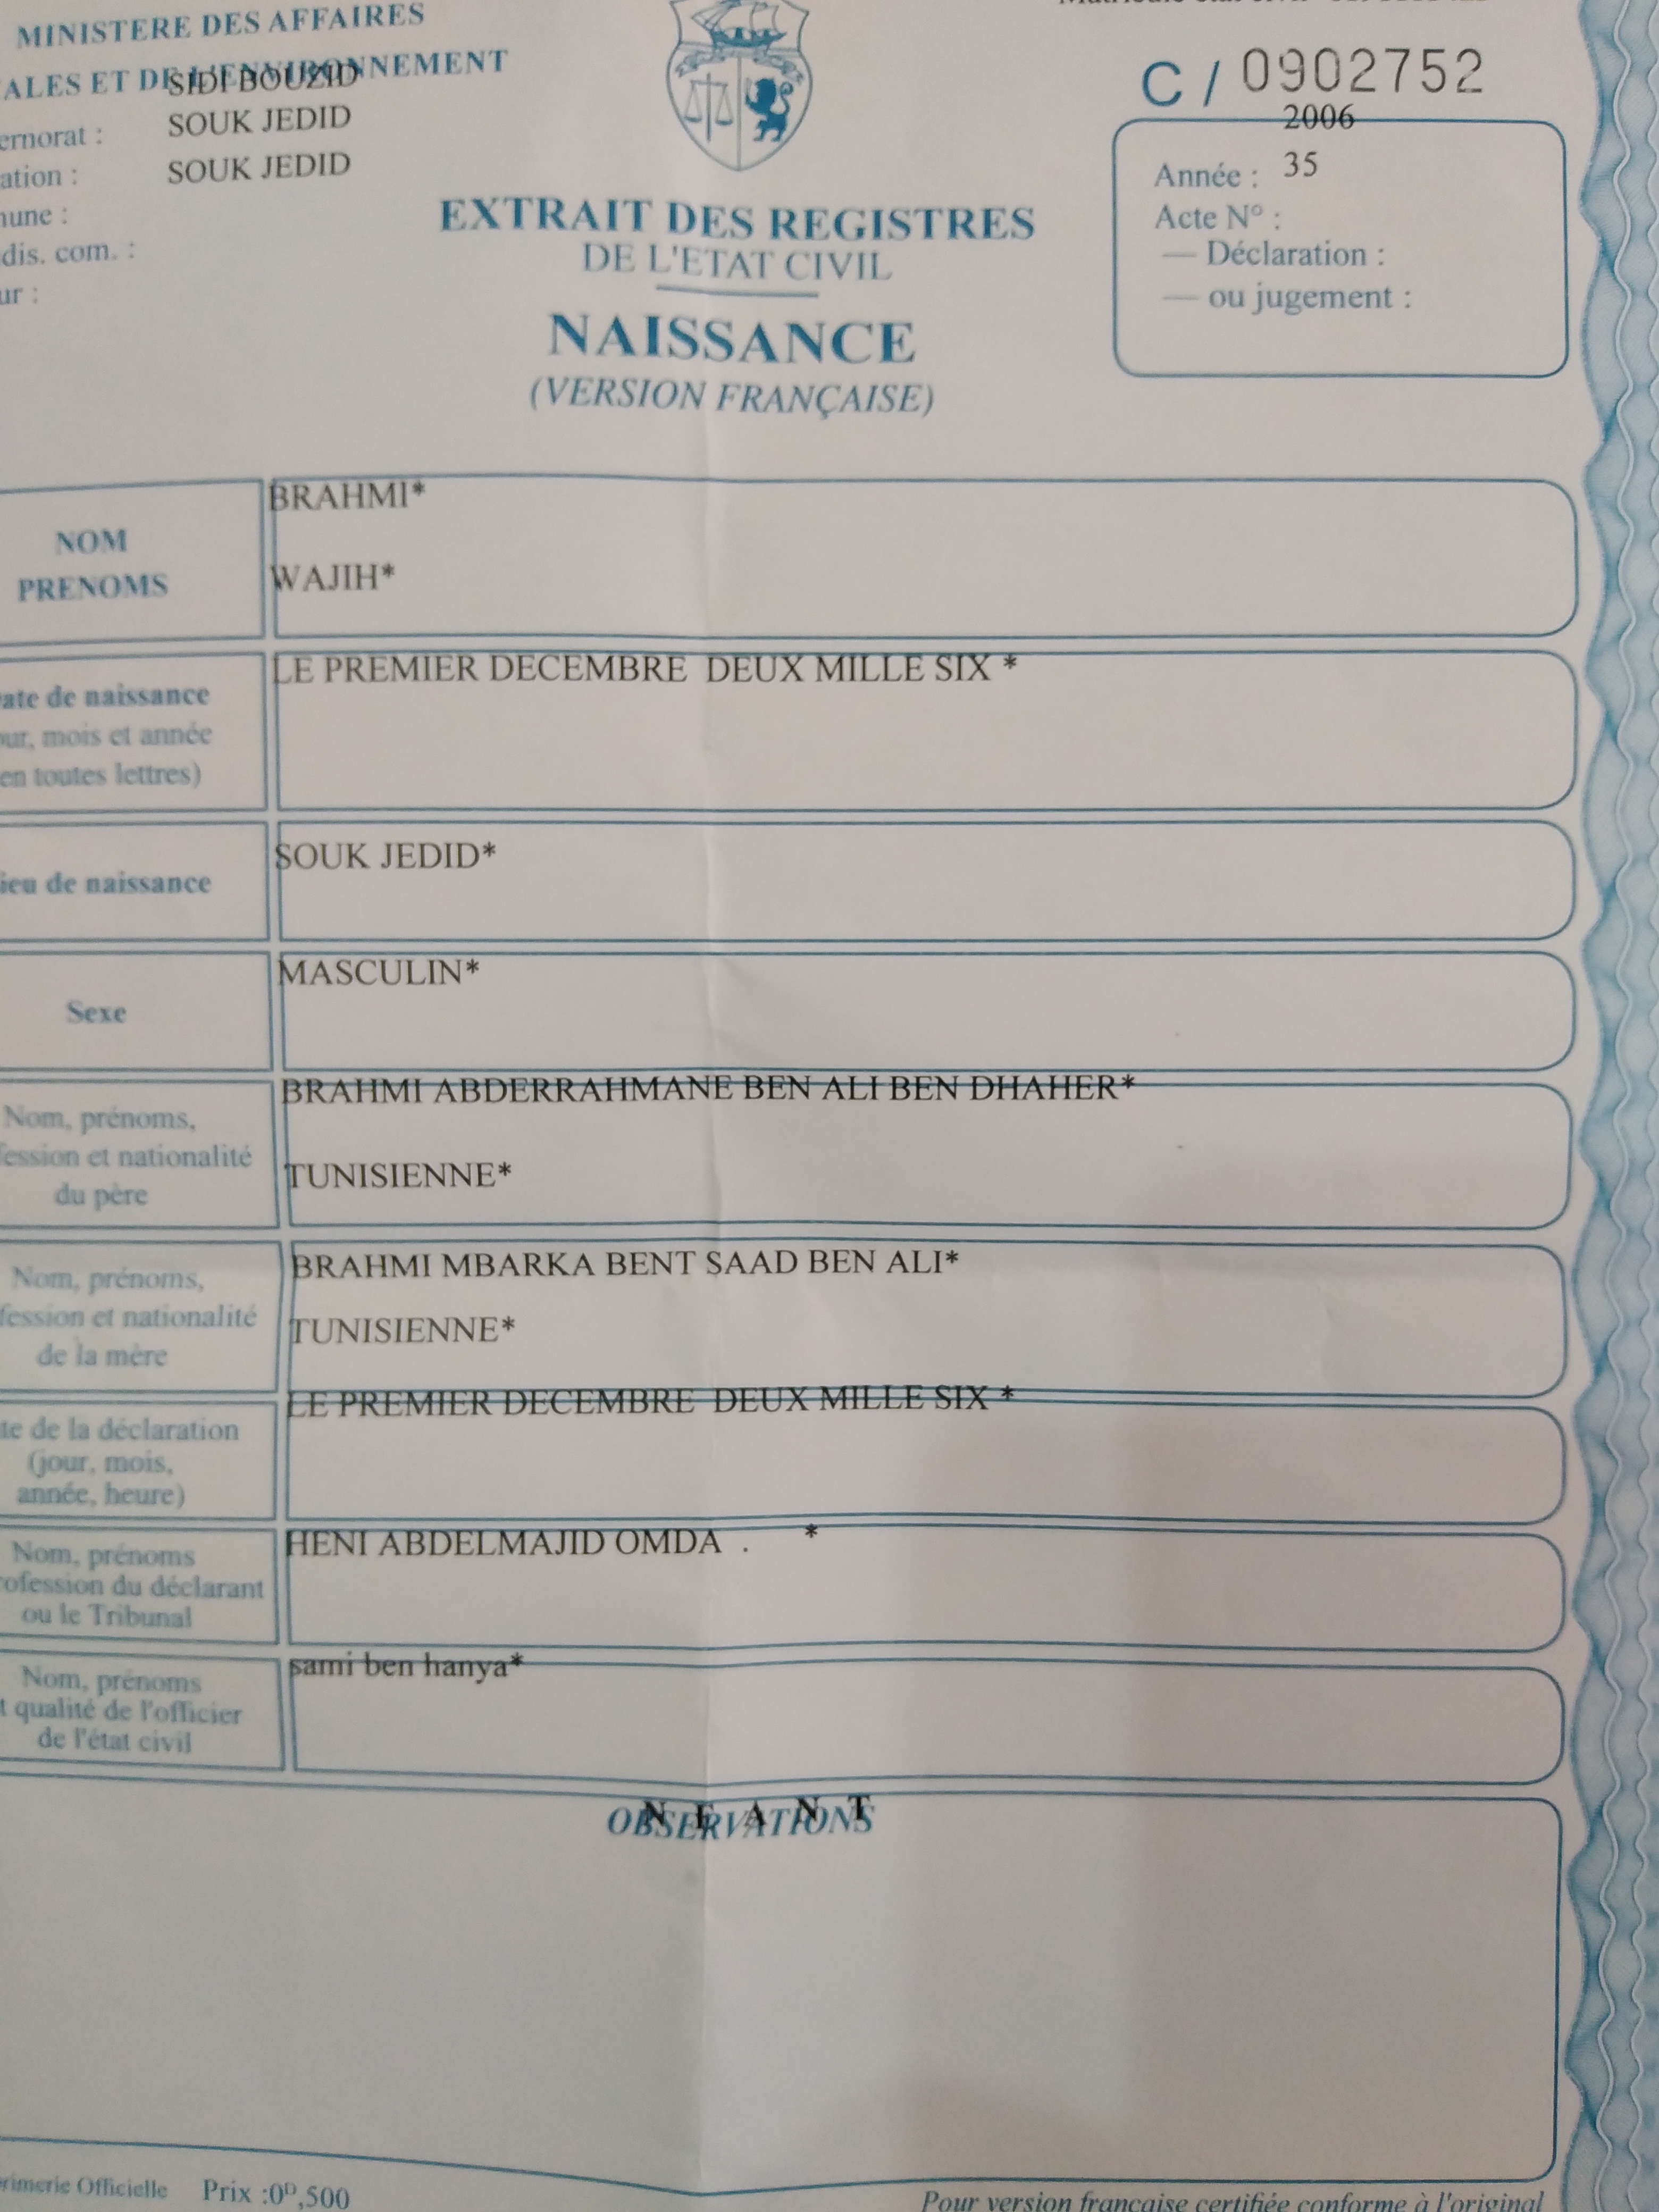 MINISTERE DES AFFAIRES
ALES ET DE L'ENVIRONNEMENT
SIDI BOUZID
ernorat : SOUK JEDID
ation : SOUK JEDID
mune :
dis. com. :
ur :
C / 0902752
2006
Année : 35
Acte N° :
— Déclaration :
— ou jugement :
EXTRAIT DES REGISTRES
DE L'ETAT CIVIL
NAISSANCE
(VERSION FRANÇAISE)
NOM
PRENOMS
BRAHMI*
WAJIH*
ate de naissance
our, mois et année
en toutes lettres)
LE PREMIER DECEMBRE DEUX MILLE SIX *
ieu de naissance
SOUK JEDID*
Sexe
MASCULIN*
Nom, prénoms,
fession et nationalité
du père
BRAHMI ABDERRAHMANE BEN ALI BEN DHAHER*
TUNISIENNE*
Nom, prénoms,
fession et nationalité
de la mère
BRAHMI MBARKA BENT SAAD BEN ALI*
TUNISIENNE*
te de la déclaration
(jour, mois,
année, heure)
LE PREMIER DECEMBRE DEUX MILLE SIX *
Nom, prénoms
rofession du déclarant
ou le Tribunal
HENI ABDELMAJID OMDA . *
Nom, prénoms
t qualité de l'officier
de l'état civil
sami ben hanya*
OBSERVATIONS
N E A N T
primerie Officielle Prix :0ᴰ,500
Pour version française certifiée conforme à l'original